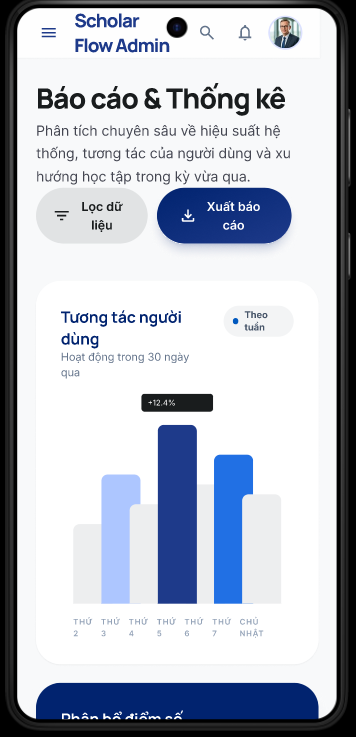 Scholar
Flow Admin
Báo cáo & Thống kê
Phân tích chuyên sâu về hiệu suất hệ
thống, tương tác của người dùng và xu
hướng học tập trong kỳ vừa qua.
Lọc dữ
liệu
Xuất báo
cáo
Tương tác người
dùng
Theo
tuần
Hoạt động trong 30 ngày
qua
+12.4%
THỨ THỨ THỨ THỨ THỨ THỨ CHỦ
2 3 4 5 6 7 NHẬT
Phân bổ điểm số